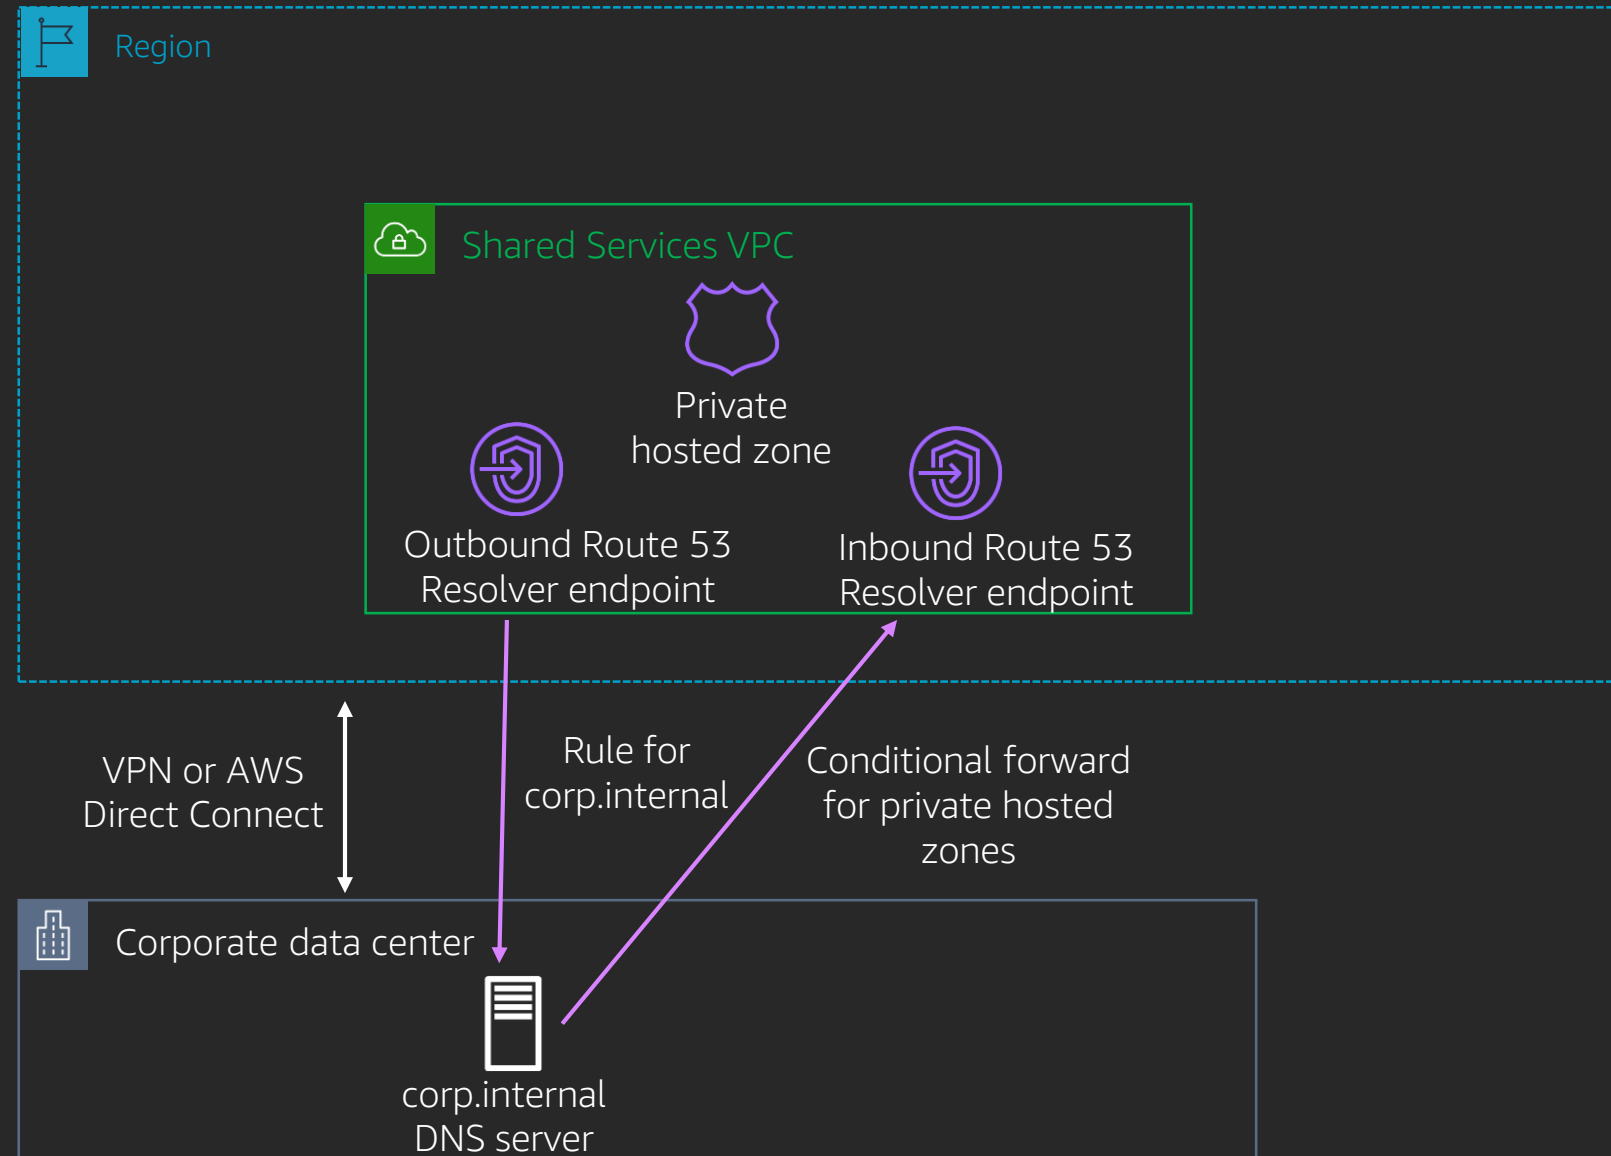 Region
Shared Services VPC
Private
hosted zone
Outbound Route 53
Resolver endpoint
Inbound Route 53
Resolver endpoint
VPN or AWS
Direct Connect
Rule for
corp.internal
Conditional forward
for private hosted
zones
Corporate data center
corp.internal
DNS server